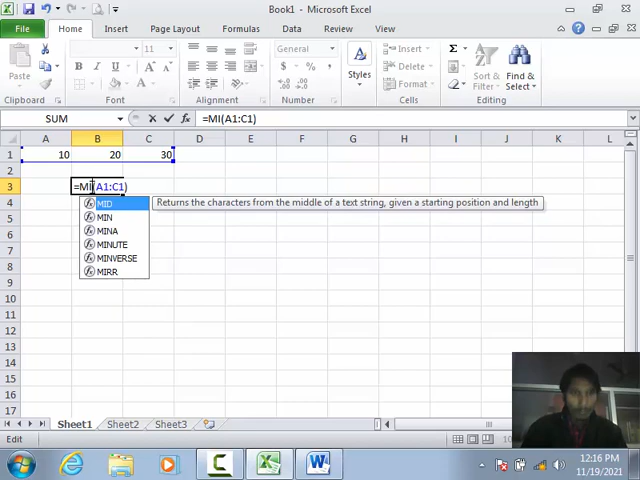 Book1 - Microsoft Excel
File Home Insert Page Layout Formulas Data Review View
Paste
Clipboard
11
B I U A
Font
Alignment
General
$ % ,
Number
A
Styles
Insert
Delete
Format
Cells
Σ
Sort & Filter
Find & Select
Editing
SUM fx =MI(A1:C1)
A B C D E F G H I J K L
1 10 20 30
2
3 =MI(A1:C1)
4 MID Returns the characters from the middle of a text string, given a starting position and length
5 MIN
6 MINA
7 MINUTE
MINVERSE
8 MIRR
9
10
11
12
13
14
15
16
17
Sheet1 Sheet2 Sheet3
Edit
12:16 PM
11/19/2021